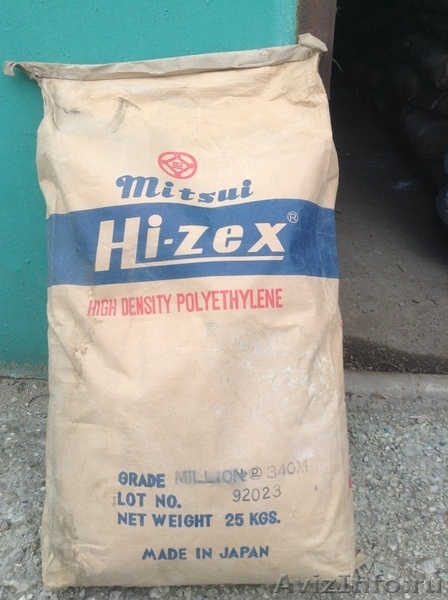 mitsui
Hi-zex®
HIGH DENSITY POLYETHYLENE
GRADE MILLION 340M
LOT NO. 92023
NET WEIGHT 25 KGS.
MADE IN JAPAN
AvizInfo.ru